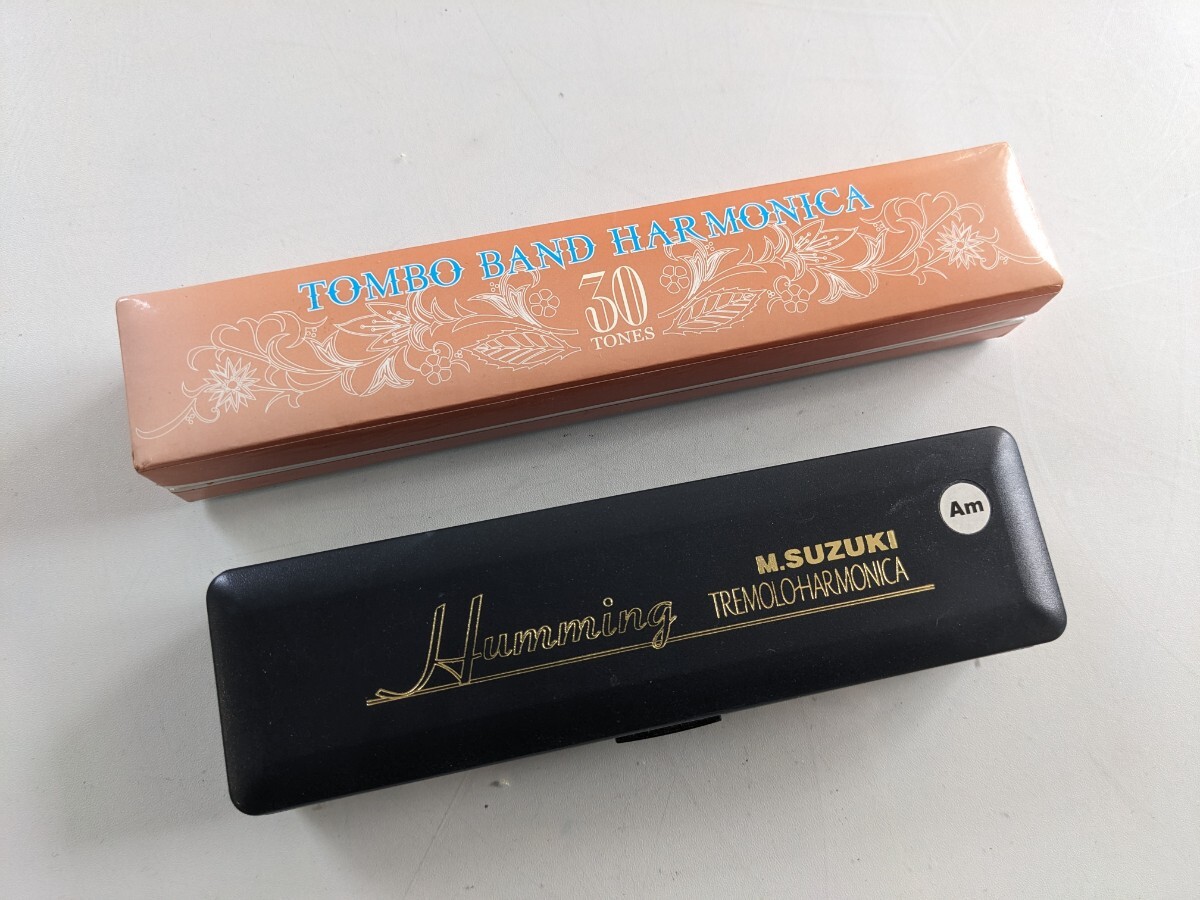 TOMBO BAND HARMONICA
30
TONES
Am
M.SUZUKI
Humming TREMOLO-HARMONICA